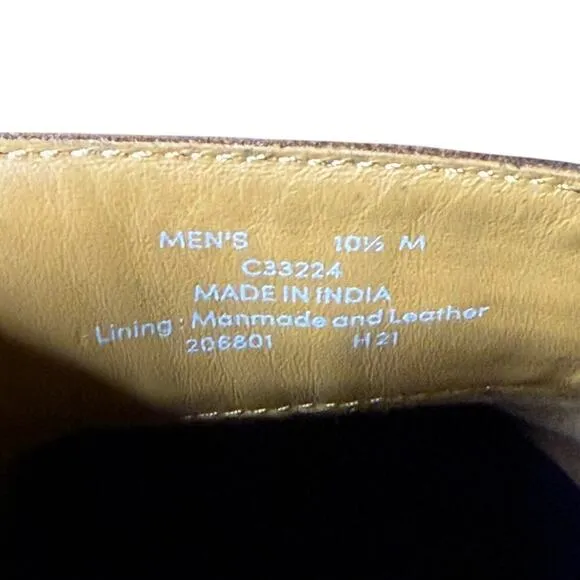 MEN'S 10½ M
C33224
MADE IN INDIA
Lining: Manmade and Leather
206801 H21